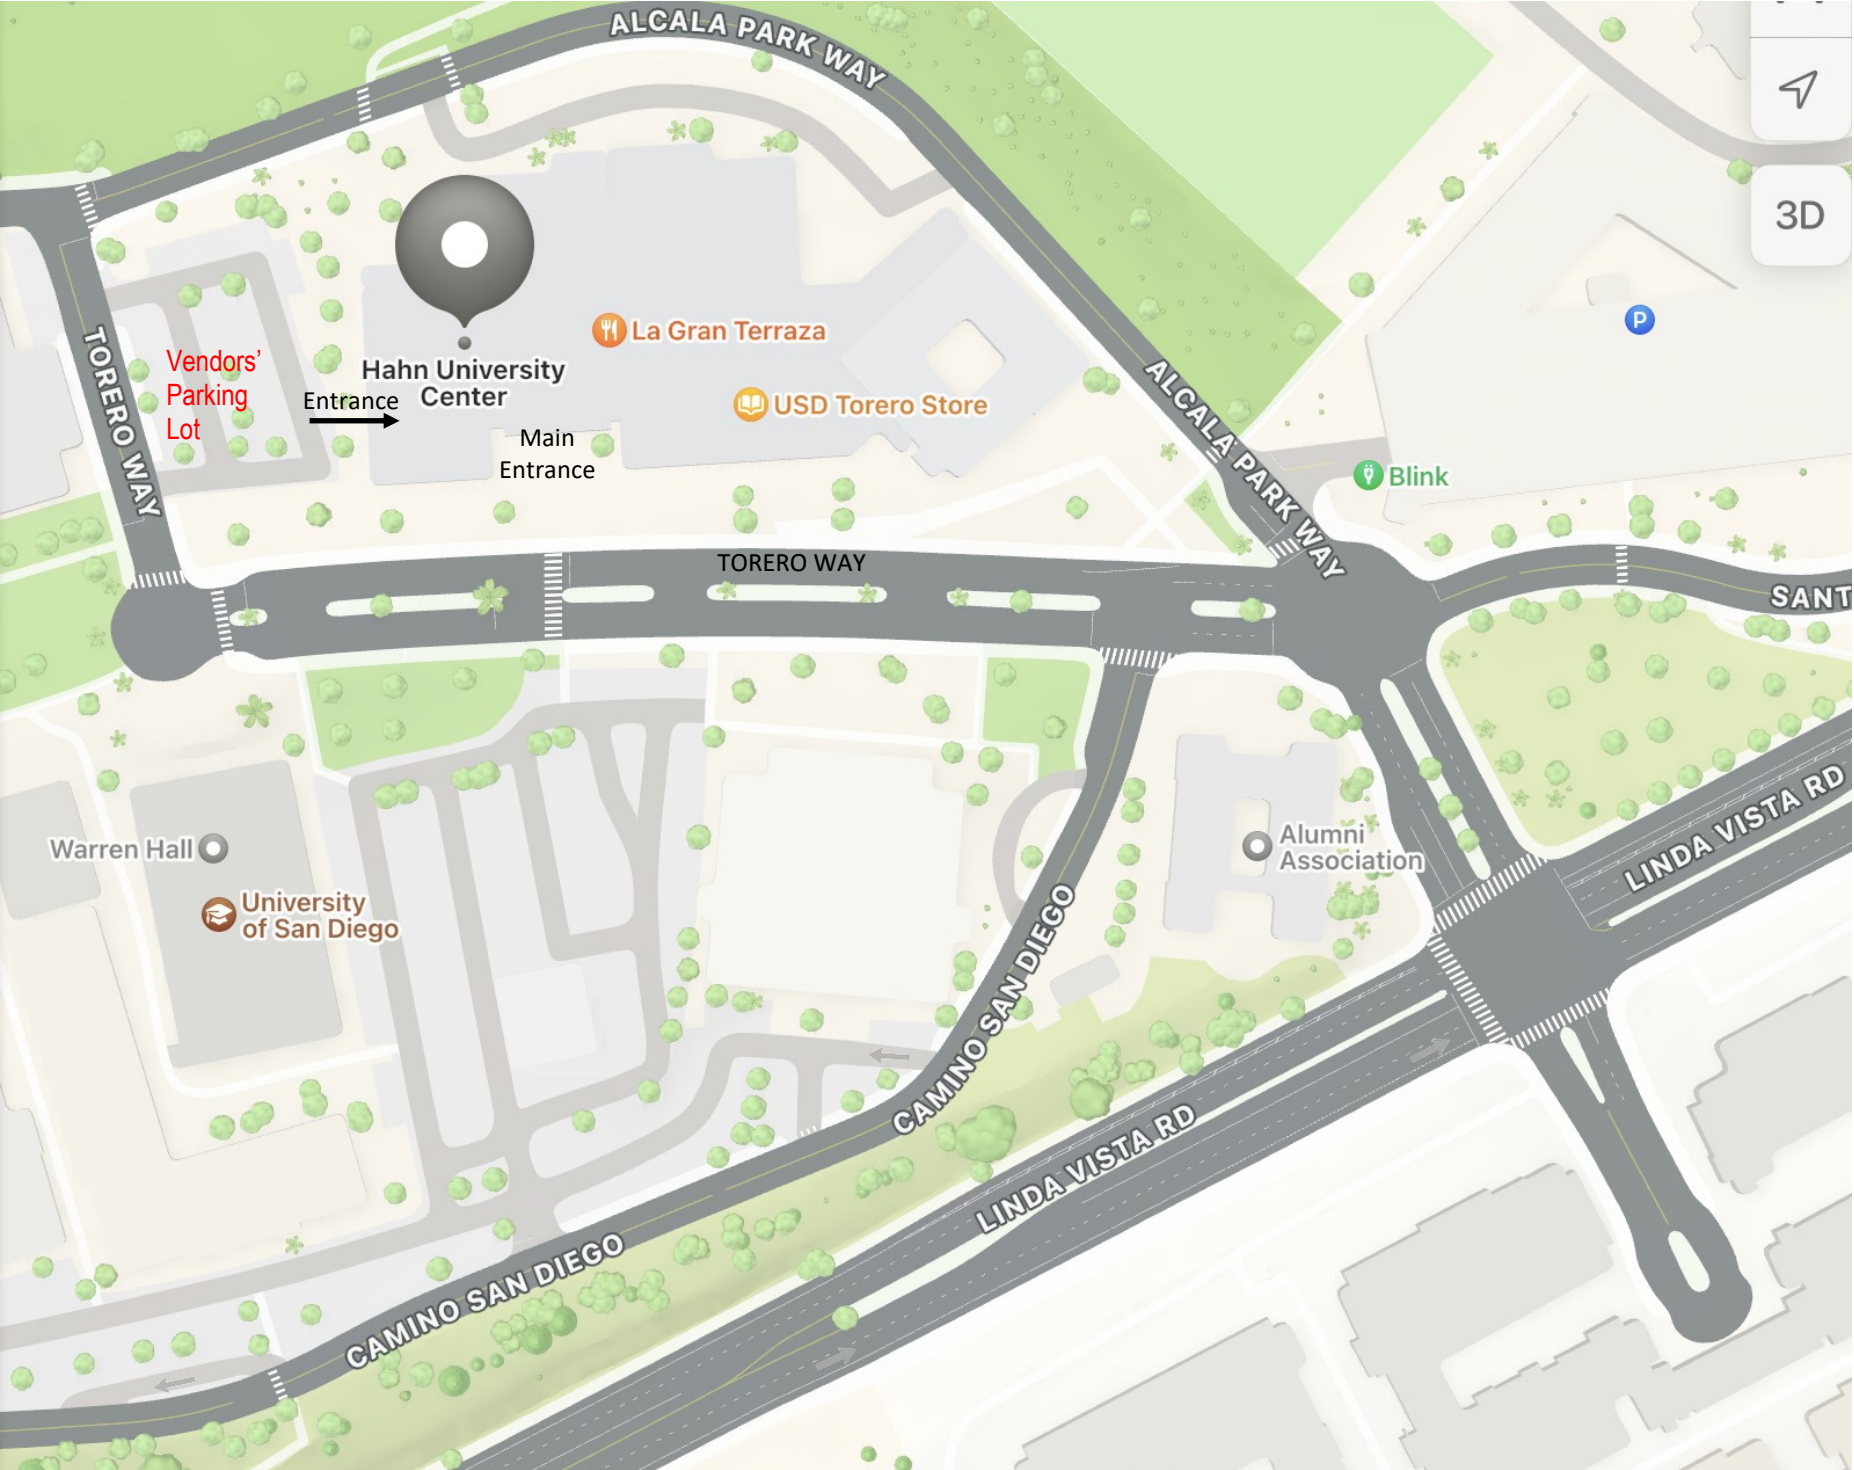 ALCALA PARK WAY
3D
La Gran Terraza
TORERO WAY
Vendors’
Parking
Lot
Hahn University
Center
Entrance
USD Torero Store
ALCALA PARK WAY
Main
Entrance
P
Blink
TORERO WAY
SANT
LINDA VISTA RD
Warren Hall
Alumni
Association
University
of San Diego
CAMINO SAN DIEGO
LINDA VISTA RD
CAMINO SAN DIEGO